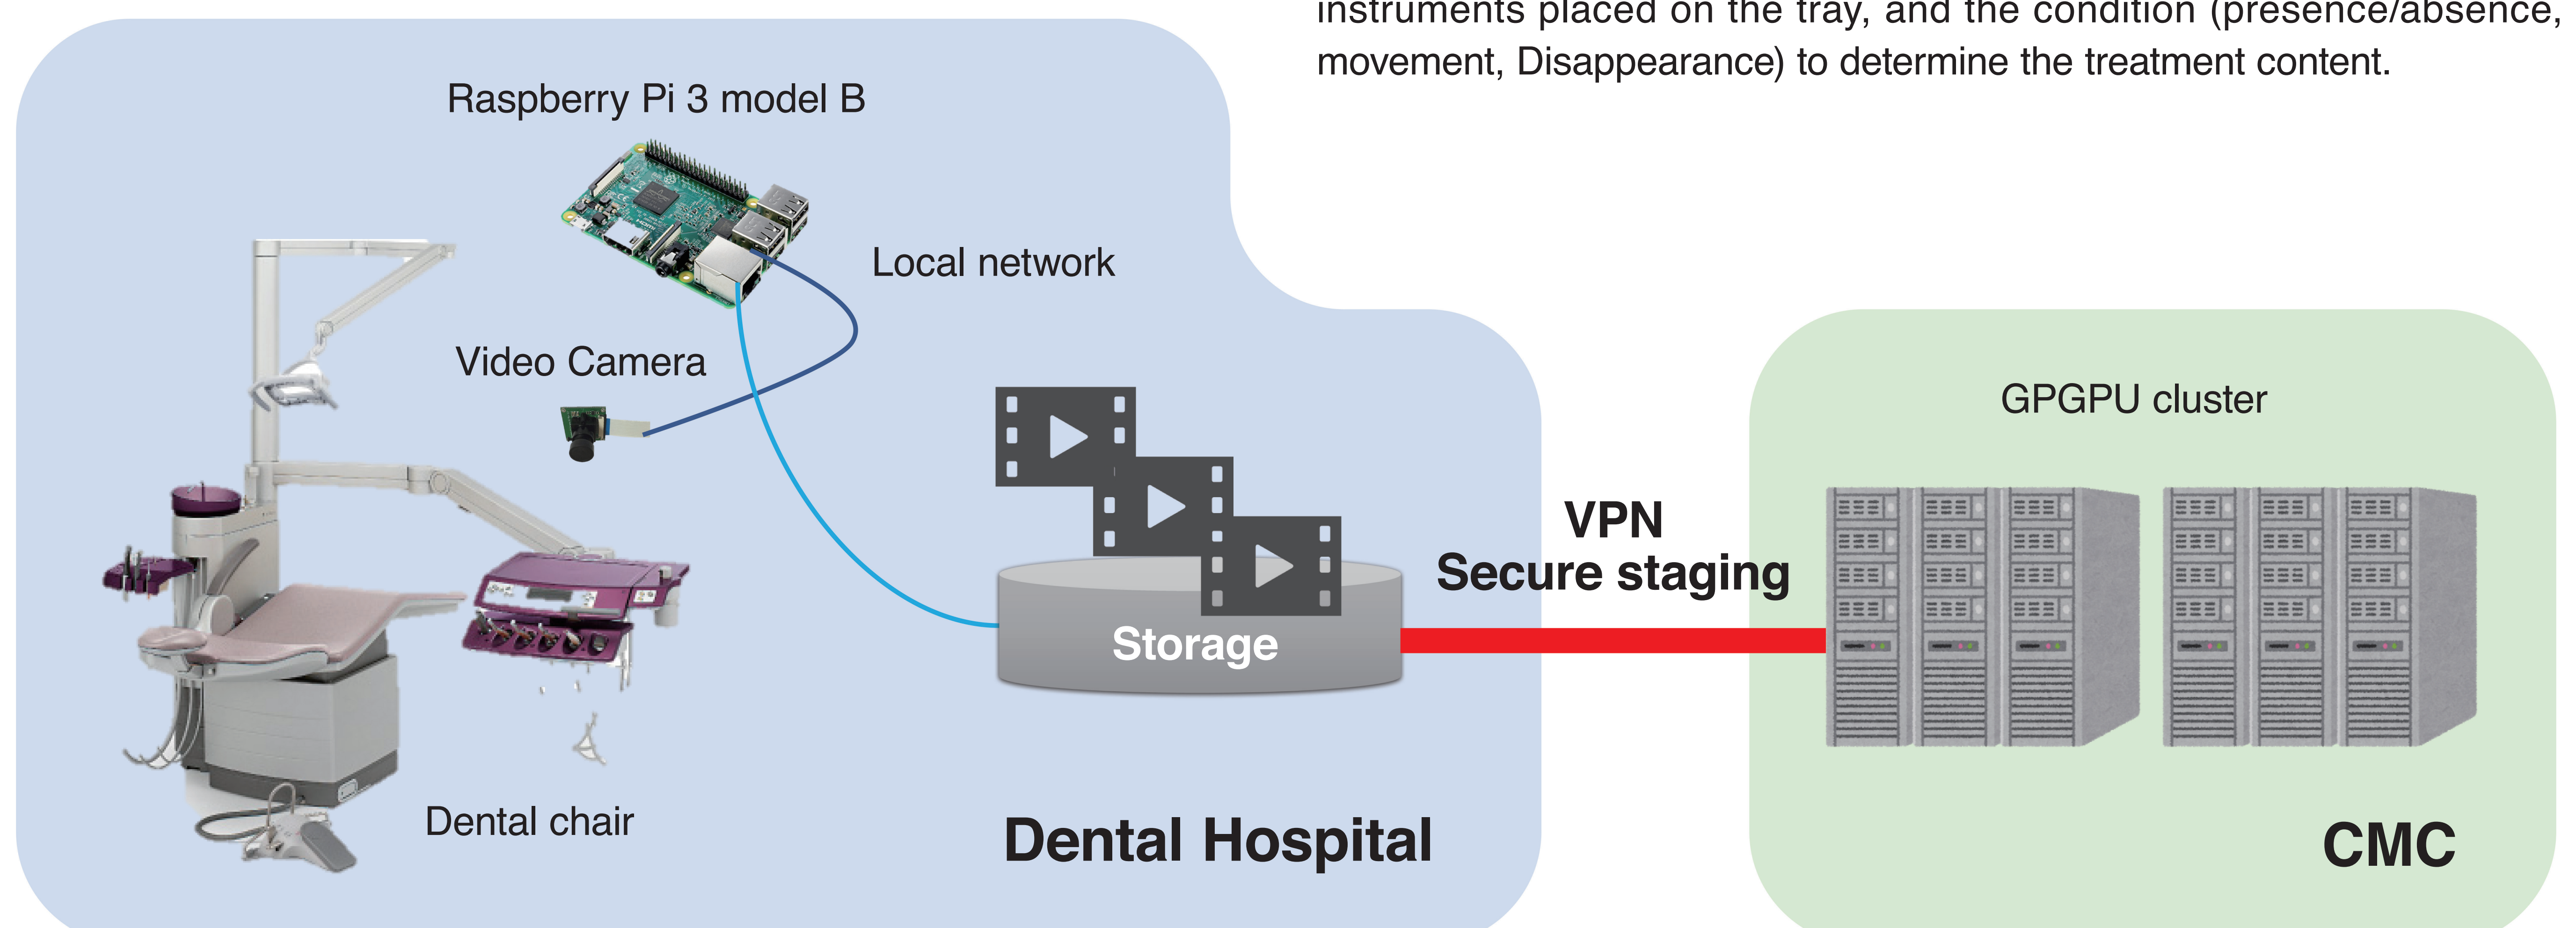 instruments placed on the tray, and the condition (presence/absence,
movement, Disappearance) to determine the treatment content.
Raspberry Pi 3 model B
Local network
Video Camera
GPGPU cluster
VPN
Secure staging
Storage
Dental chair
Dental Hospital
CMC